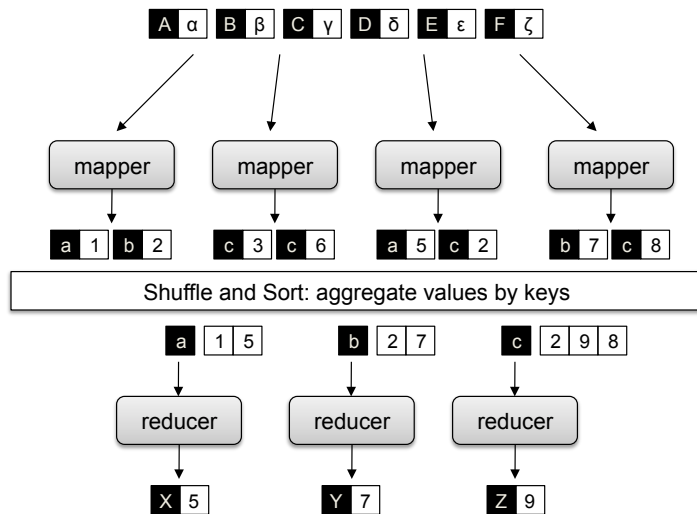 A α B β C γ D δ E ε F ζ
mapper mapper mapper mapper
a 1 b 2 c 3 c 6 a 5 c 2 b 7 c 8
Shuffle and Sort: aggregate values by keys
a 1 5 b 2 7 c 2 9 8
reducer reducer reducer
X 5 Y 7 Z 9